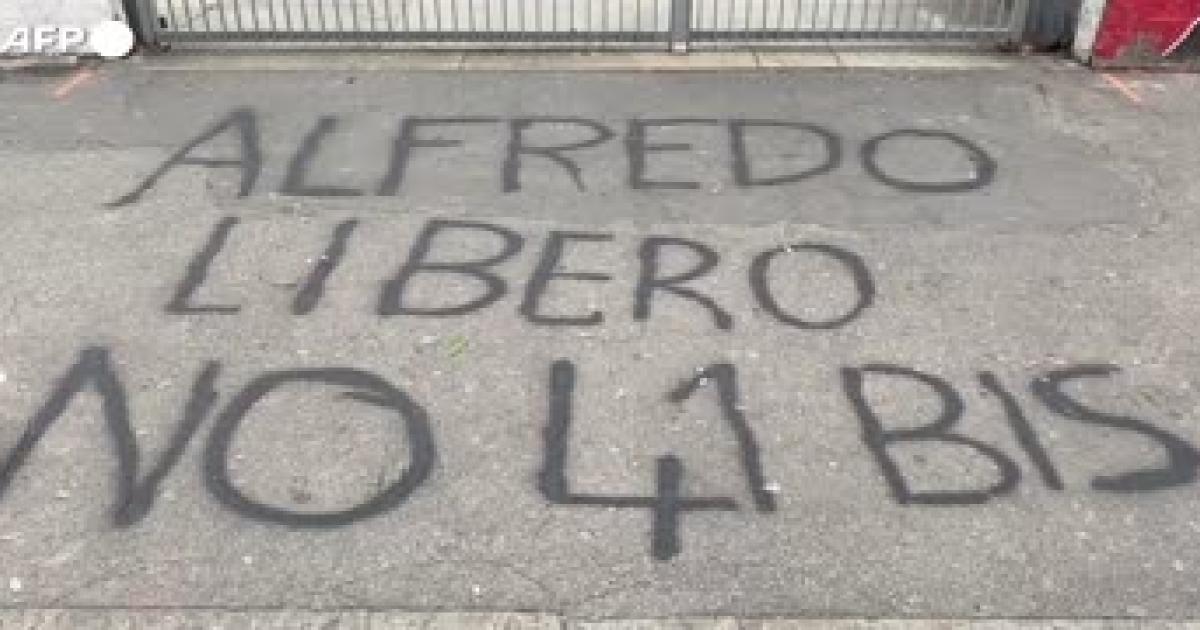 AFP
ALFREDO
LIBERO
NO 41 BIS